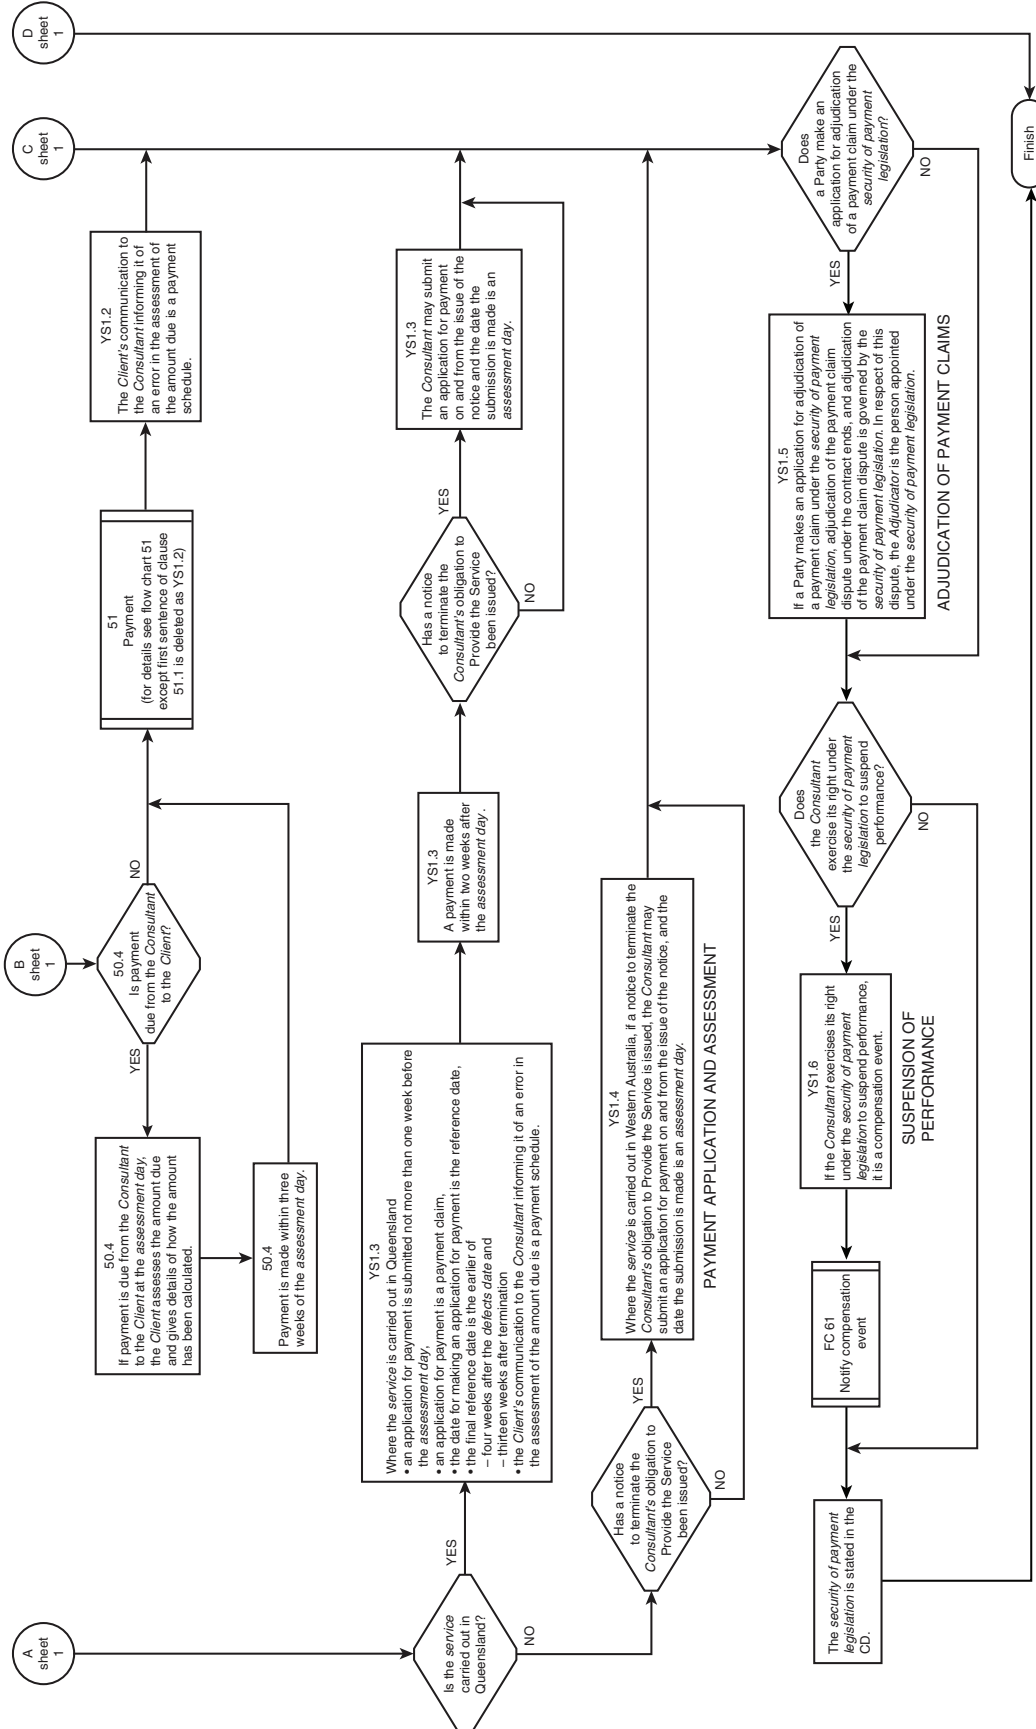 A
sheet
1
B
sheet
1
C
sheet
1
D
sheet
1
50.4
Is payment
due from the Consultant
to the Client?
YES
NO
50.4
If payment is due from the Consultant
to the Client at the assessment day,
the Client assesses the amount due
and gives details of how the amount
has been calculated.
50.4
Payment is made within three
weeks of the assessment day.
51
Payment
(for details see flow chart 51
except first sentence of clause
51.1 is deleted as YS1.2)
YS1.2
The Client's communication to
the Consultant informing it of
an error in the assessment of
the amount due is a payment
schedule.
Is the service
carried out in
Queensland?
YES
NO
YS1.3
Where the service is carried out in Queensland
• an application for payment is submitted not more than one week before
the assessment day,
• an application for payment is a payment claim,
• the date for making an application for payment is the reference date,
• the final reference date is the earlier of
– four weeks after the defects date and
– thirteen weeks after termination
• the Client's communication to the Consultant informing it of an error in
the assessment of the amount due is a payment schedule.
YS1.3
A payment is made
within two weeks after
the assessment day.
Has a notice
to terminate the
Consultant's obligation to
Provide the Service
been issued?
YES
NO
YS1.3
The Consultant may submit
an application for payment
on and from the issue of the
notice and the date the
submission is made is an
assessment day.
Has a notice
to terminate the
Consultant's obligation to
Provide the Service
been issued?
YES
NO
YS1.4
Where the service is carried out in Western Australia, if a notice to terminate the
Consultant's obligation to Provide the Service is issued, the Consultant may
submit an application for payment on and from the issue of the notice, and the
date the submission is made is an assessment day.
PAYMENT APPLICATION AND ASSESSMENT
Does
a Party make an
application for adjudication
of a payment claim under the
security of payment
legislation?
YES
NO
YS1.5
If a Party makes an application for adjudication of
a payment claim under the security of payment
legislation, adjudication of the payment claim
dispute under the contract ends, and adjudication
of the payment claim dispute is governed by the
security of payment legislation. In respect of this
dispute, the Adjudicator is the person appointed
under the security of payment legislation.
ADJUDICATION OF PAYMENT CLAIMS
Does
the Consultant
exercise its right under
the security of payment
legislation to suspend
performance?
YES
NO
YS1.6
If the Consultant exercises its right
under the security of payment
legislation to suspend performance,
it is a compensation event.
SUSPENSION OF
PERFORMANCE
FC 61
Notify compensation
event
The security of payment
legislation is stated in the
CD.
Finish